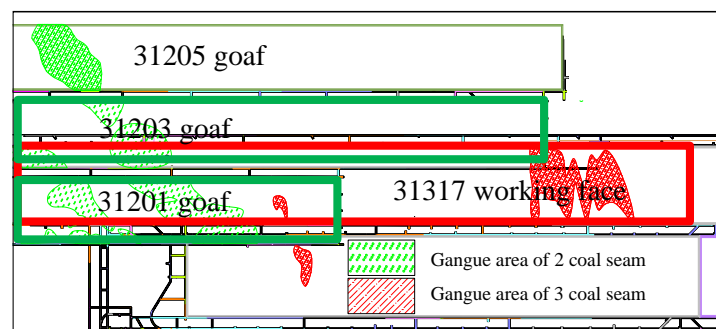 31205 goaf
31203 goaf
31317 working face
31201 goaf
Gangue area of 2 coal seam
Gangue area of 3 coal seam